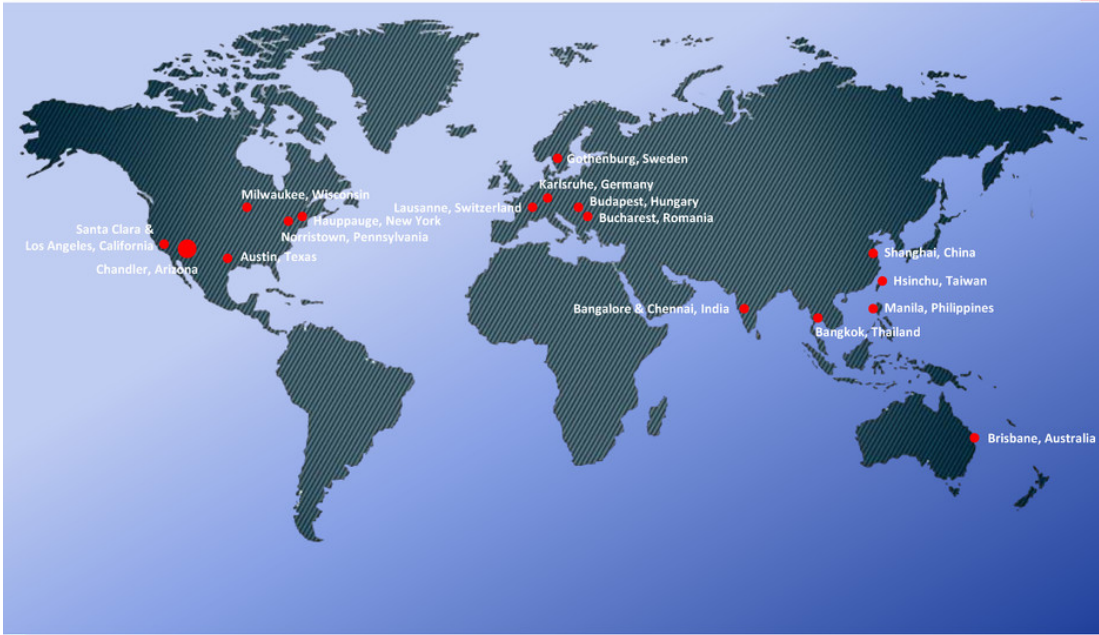 Gothenburg, Sweden
Karlsruhe, Germany
Milwaukee, Wisconsin
Budapest, Hungary
Lausanne, Switzerland
Bucharest, Romania
Hauppauge, New York
Norristown, Pennsylvania
Santa Clara &
Los Angeles, California
Austin, Texas
Chandler, Arizona
Shanghai, China
Hsinchu, Taiwan
Bangalore & Chennai, India
Manila, Philippines
Bangkok, Thailand
Brisbane, Australia